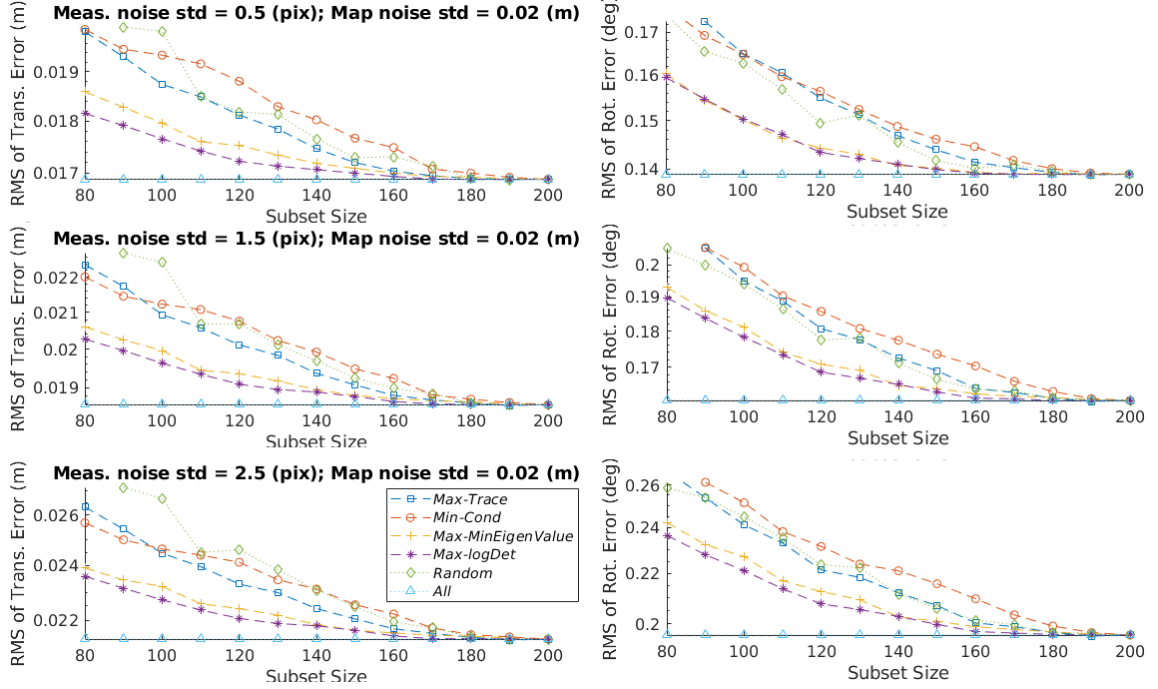 Meas. noise std = 0.5 (pix); Map noise std = 0.02 (m)
RMS of Trans. Error (m)
0.019
0.018
0.017
80 100 120 140 160 180 200
Subset Size
RMS of Rot. Error (deg)
0.17
0.16
0.15
0.14
80 100 120 140 160 180 200
Subset Size
Meas. noise std = 1.5 (pix); Map noise std = 0.02 (m)
RMS of Trans. Error (m)
0.022
0.021
0.02
0.019
80 100 120 140 160 180 200
Subset Size
RMS of Rot. Error (deg)
0.2
0.19
0.18
0.17
80 100 120 140 160 180 200
Subset Size
Meas. noise std = 2.5 (pix); Map noise std = 0.02 (m)
RMS of Trans. Error (m)
0.026
0.024
0.022
80 100 120 140 160 180 200
Subset Size
Max-Trace
Min-Cond
Max-MinEigenValue
Max-logDet
Random
All
RMS of Rot. Error (deg)
0.26
0.24
0.22
0.2
80 100 120 140 160 180 200
Subset Size